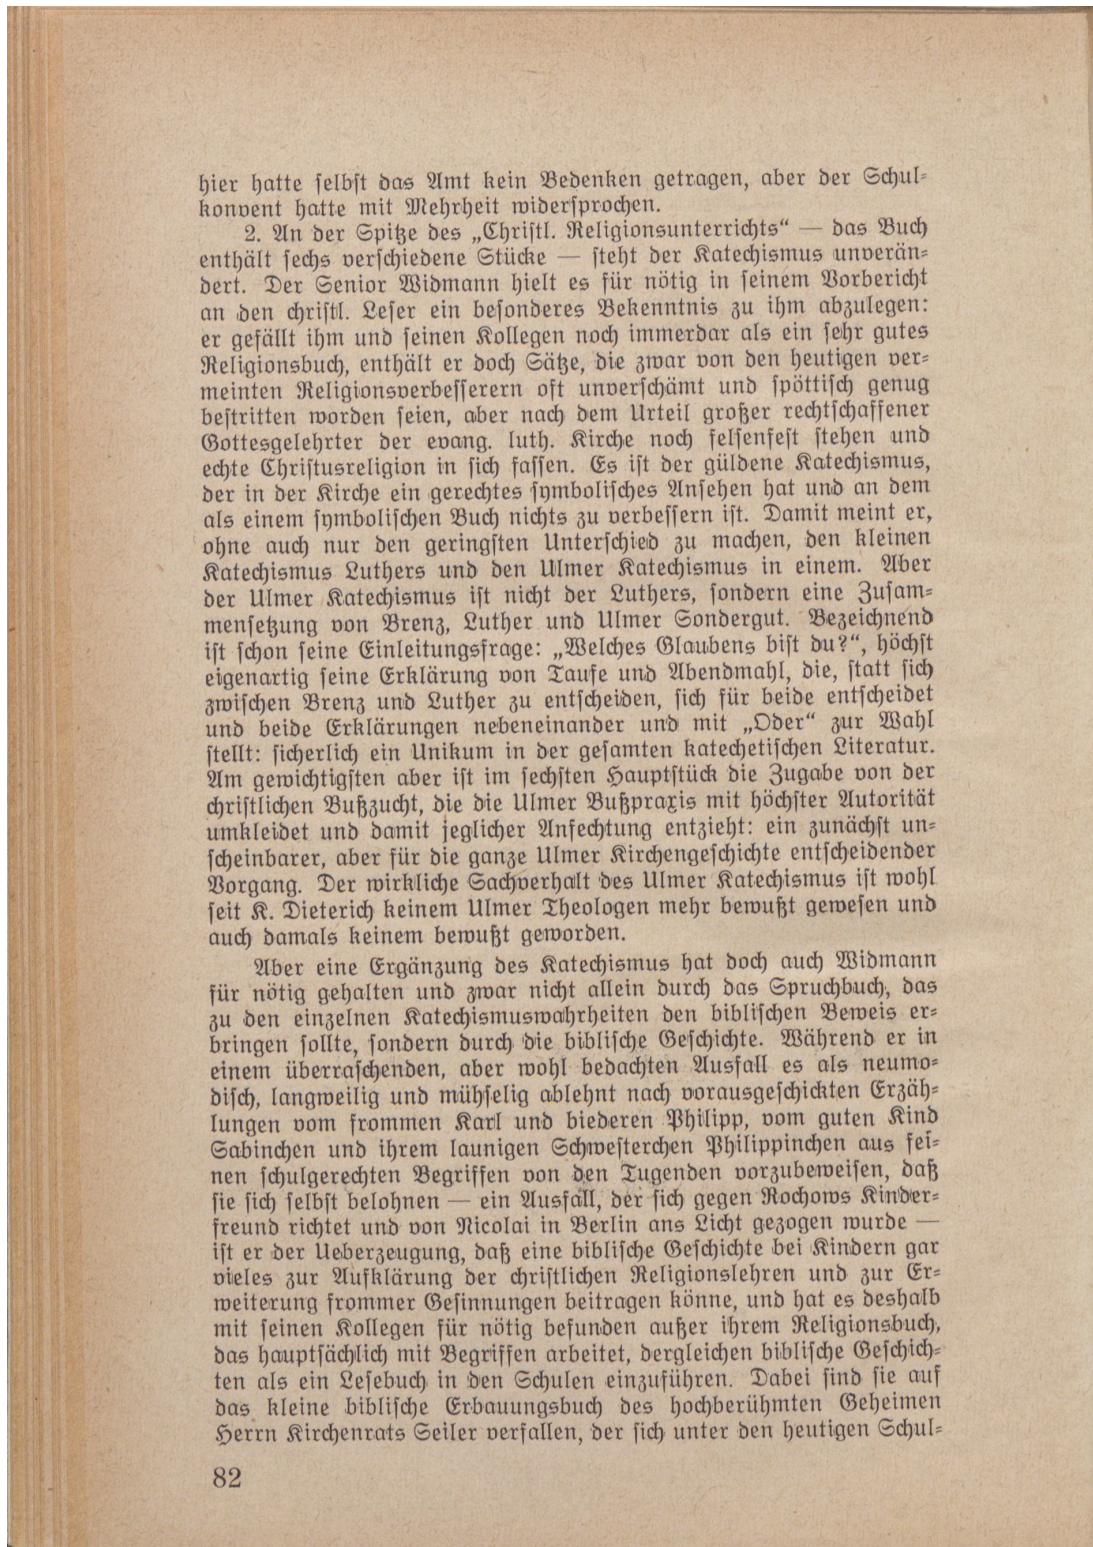 hier hatte selbst das Amt kein Bedenken getragen, aber der Schul-
konvent hatte mit Mehrheit widersprochen.
2. An der Spitze des „Christl. Religionsunterrichts“ — das Buch
enthält sechs verschiedene Stücke — steht der Katechismus unverän-
dert. Der Senior Widmann hielt es für nötig in seinem Vorbericht
an den christl. Leser ein besonderes Bekenntnis zu ihm abzulegen:
er gefällt ihm und seinen Kollegen noch immerdar als ein sehr gutes
Religionsbuch, enthält er doch Sätze, die zwar von den heutigen ver-
meinten Religionsverbesserern oft unverschämt und spöttisch genug
bestritten worden seien, aber nach dem Urteil großer rechtschaffener
Gottesgelehrter der evang. luth. Kirche noch felsenfest stehen und
echte Christusreligion in sich fassen. Es ist der güldene Katechismus,
der in der Kirche ein gerechtes symbolisches Ansehen hat und an dem
als einem symbolischen Buch nichts zu verbessern ist. Damit meint er,
ohne auch nur den geringsten Unterschied zu machen, den kleinen
Katechismus Luthers und den Ulmer Katechismus in einem. Aber
der Ulmer Katechismus ist nicht der Luthers, sondern eine Zusam-
mensetzung von Brenz, Luther und Ulmer Sondergut. Bezeichnend
ist schon seine Einleitungsfrage: „Welches Glaubens bist du?“, höchst
eigenartig seine Erklärung von Taufe und Abendmahl, die, statt sich
zwischen Brenz und Luther zu entscheiden, sich für beide entscheidet
und beide Erklärungen nebeneinander und mit „Oder“ zur Wahl
stellt: sicherlich ein Unikum in der gesamten katechetischen Literatur.
Am gewichtigsten aber ist im sechsten Hauptstück die Zugabe von der
christlichen Bußzucht, die die Ulmer Bußpraxis mit höchster Autorität
umkleidet und damit jeglicher Anfechtung entzieht: ein zunächst un-
scheinbarer, aber für die ganze Ulmer Kirchengeschichte entscheidender
Vorgang. Der wirkliche Sachverhalt des Ulmer Katechismus ist wohl
seit K. Dieterich keinem Ulmer Theologen mehr bewußt gewesen und
auch damals keinem bewußt geworden.
Aber eine Ergänzung des Katechismus hat doch auch Widmann
für nötig gehalten und zwar nicht allein durch das Spruchbuch, das
zu den einzelnen Katechismuswahrheiten den biblischen Beweis er-
bringen sollte, sondern durch die biblische Geschichte. Während er in
einem überraschenden, aber wohl bedachten Ausfall es als neumo-
disch, langweilig und mühselig ablehnt nach vorausgeschickten Erzäh-
lungen vom frommen Karl und biederen Philipp, vom guten Kind
Sabinchen und ihrem launigen Schwesterchen Philippinchen aus fei-
nen schulgerechten Begriffen von den Tugenden vorzubeweisen, daß
sie sich selbst belohnen — ein Ausfall, der sich gegen Rochows Kinder-
freund richtet und von Nicolai in Berlin ans Licht gezogen wurde —
ist er der Ueberzeugung, daß eine biblische Geschichte bei Kindern gar
vieles zur Aufklärung der christlichen Religionslehren und zur Er-
weiterung frommer Gesinnungen beitragen könne, und hat es deshalb
mit seinen Kollegen für nötig befunden außer ihrem Religionsbuch,
das hauptsächlich mit Begriffen arbeitet, dergleichen biblische Geschich-
ten als ein Lesebuch in den Schulen einzuführen. Dabei sind sie auf
das kleine biblische Erbauungsbuch des hochberühmten Geheimen
Herrn Kirchenrats Seiler verfallen, der sich unter den heutigen Schul-
82